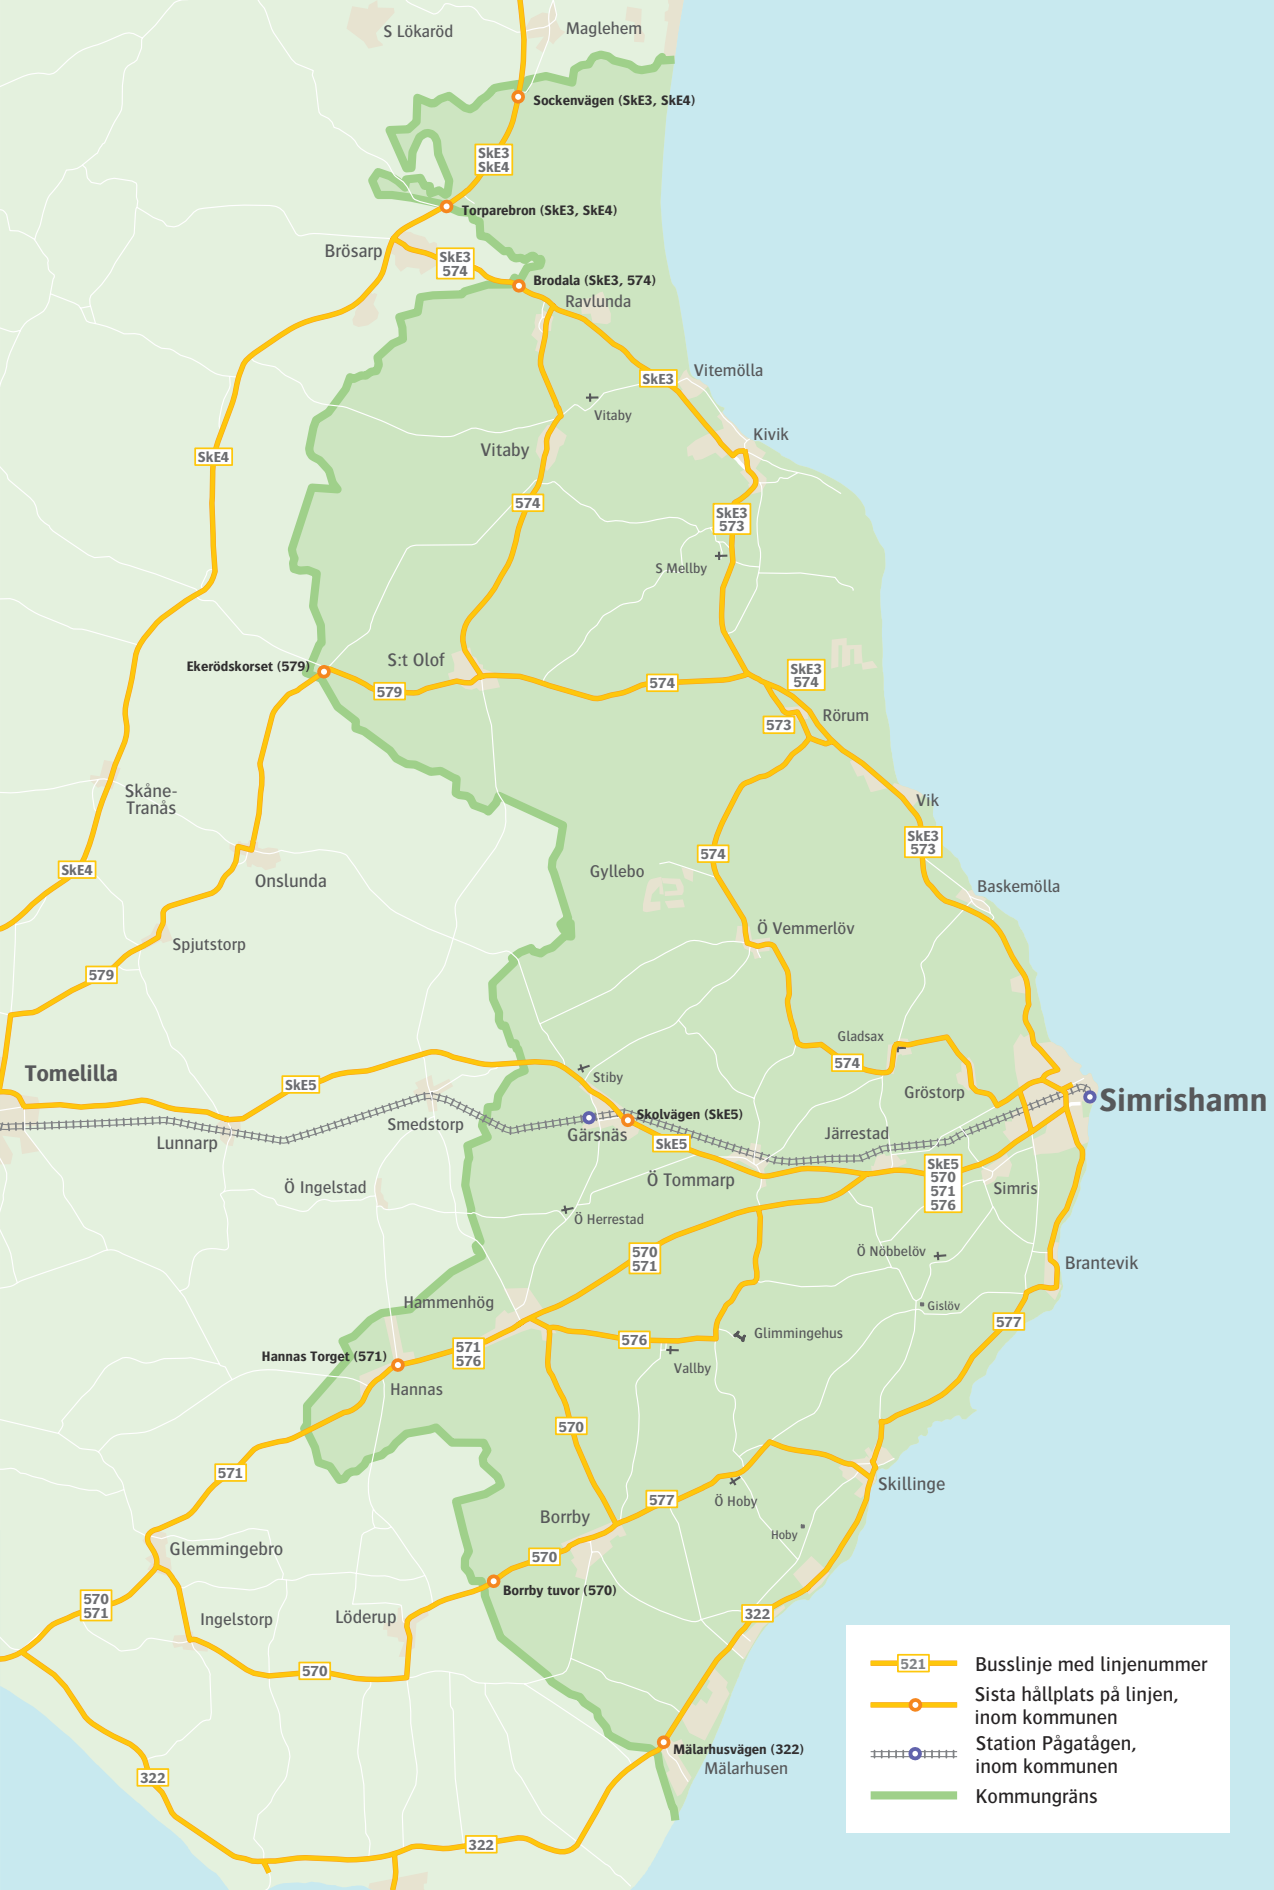 S Lökaröd
Maglehem
Sockenvägen (SkE3, SkE4)
SkE3
SkE4
Torparebron (SkE3, SkE4)
Brösarp
SkE3
574
Brodala (SkE3, 574)
Ravlunda
SkE3
Vitemölla
Vitaby
Kivik
Vitaby
SkE4
574
SkE3
573
S Mellby
S:t Olof
Ekerödskorset (579)
579
574
SkE3
574
Rörum
573
Skåne-
Tranås
Vik
SkE3
573
574
SkE4
Gyllebo
Onslunda
Baskemölla
Ö Vemmerlöv
Spjutstorp
579
Gladsax
574
Tomelilla
SkE5
Stiby
Gröstorp
Simrishamn
Skolvägen (SkE5)
Smedstorp
Gärsnäs
Lunnarp
SkE5
Järrestad
SkE5
570
571
576
Ö Tommarp
Ö Ingelstad
Simris
Ö Herrestad
570
571
Ö Nöbbelöv
Brantevik
Hammenhög
Gislöv
577
Glimmingehus
576
571
576
Hannas Torget (571)
Vallby
Hannas
570
571
Skillinge
577
Ö Hoby
Borrby
Hoby
Glemmingebro
570
Borrby tuvor (570)
570
571
Ingelstorp
Löderup
322
570
Mälarhusvägen (322)
Mälarhusen
322
322
521
Busslinje med linjenummer
Sista hållplats på linjen,
inom kommunen
Station Pågatågen,
inom kommunen
Kommungräns